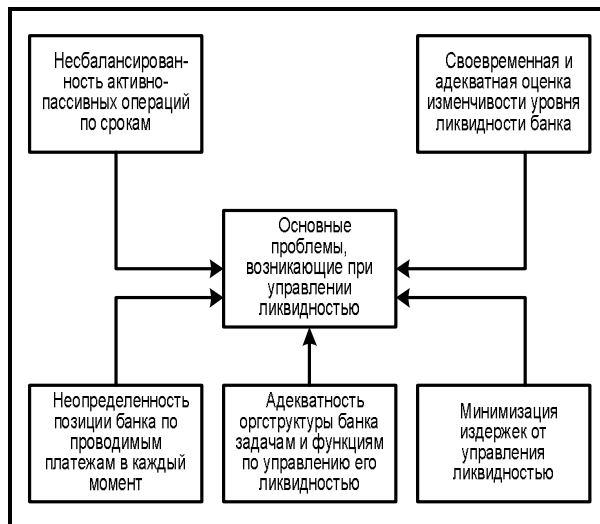 Несбалансирован-
ность активно-
пассивных операций
по срокам
Своевременная и
адекватная оценка
изменчивости уровня
ликвидности банка
Основные
проблемы,
возникающие при
управлении
ликвидностью
Неопределенность
позиции банка по
проводимым
платежам в каждый
момент
Адекватность
оргструктуры банка
задачам и функциям
по управлению его
ликвидностью
Минимизация
издержек от
управления
ликвидностью